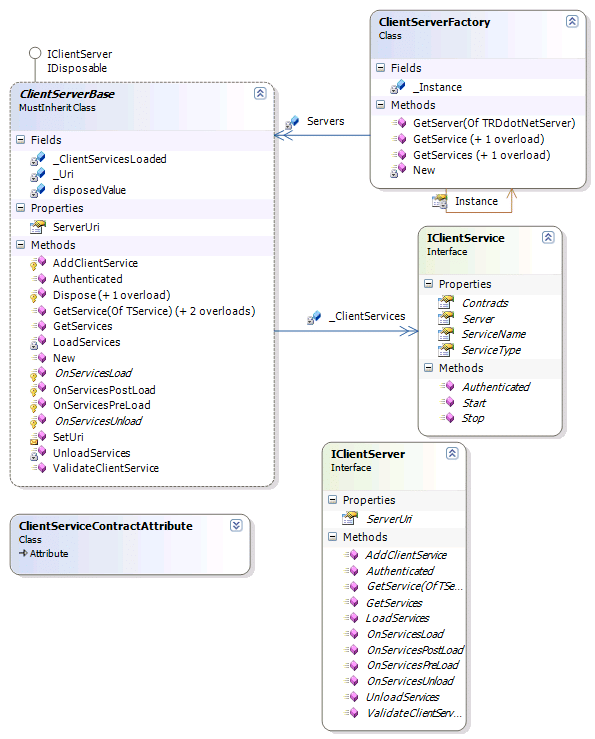 IClientServer
IDisposable
ClientServerBase
MustInheritClass
Fields
_ClientServicesLoaded
_Uri
disposedValue
Properties
ServerUri
Methods
AddClientService
Authenticated
Dispose (+ 1 overload)
GetService(Of TService) (+ 2 overloads)
GetServices
LoadServices
New
OnServicesLoad
OnServicesPostLoad
OnServicesPreLoad
OnServicesUnload
SetUri
UnloadServices
ValidateClientService
Servers
ClientServerFactory
Class
Fields
_Instance
Methods
GetServer(Of TRDdotNetServer)
GetService (+ 1 overload)
GetServices (+ 1 overload)
New
Instance
_ClientServices
IClientService
Interface
Properties
Contracts
Server
ServiceName
ServiceType
Methods
Authenticated
Start
Stop
IClientServer
Interface
Properties
ServerUri
Methods
AddClientService
Authenticated
GetService(Of TSe...
GetServices
LoadServices
OnServicesLoad
OnServicesPostLoad
OnServicesPreLoad
OnServicesUnload
UnloadServices
ValidateClientServ...
ClientServiceContractAttribute
Class
Attribute